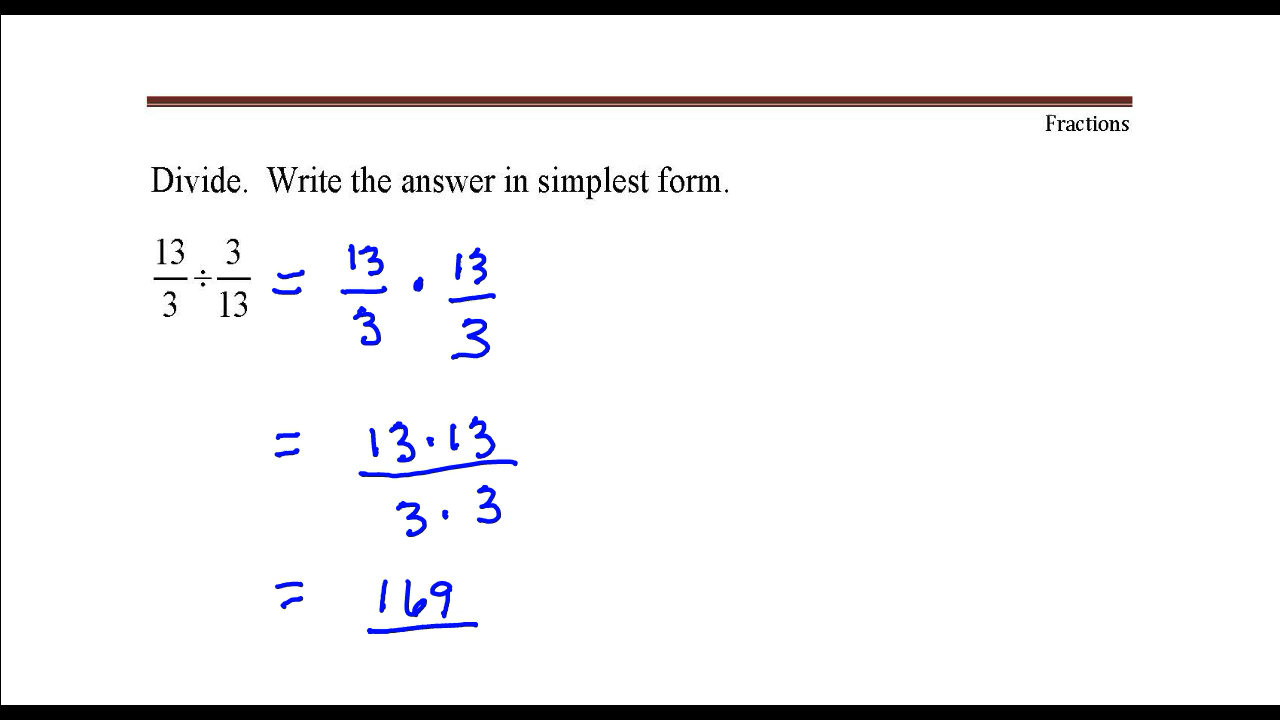 Fractions
Divide. Write the answer in simplest form.
13/3 ÷ 3/13 = 13/3 · 13/3
= 13·13/3·3
= 169